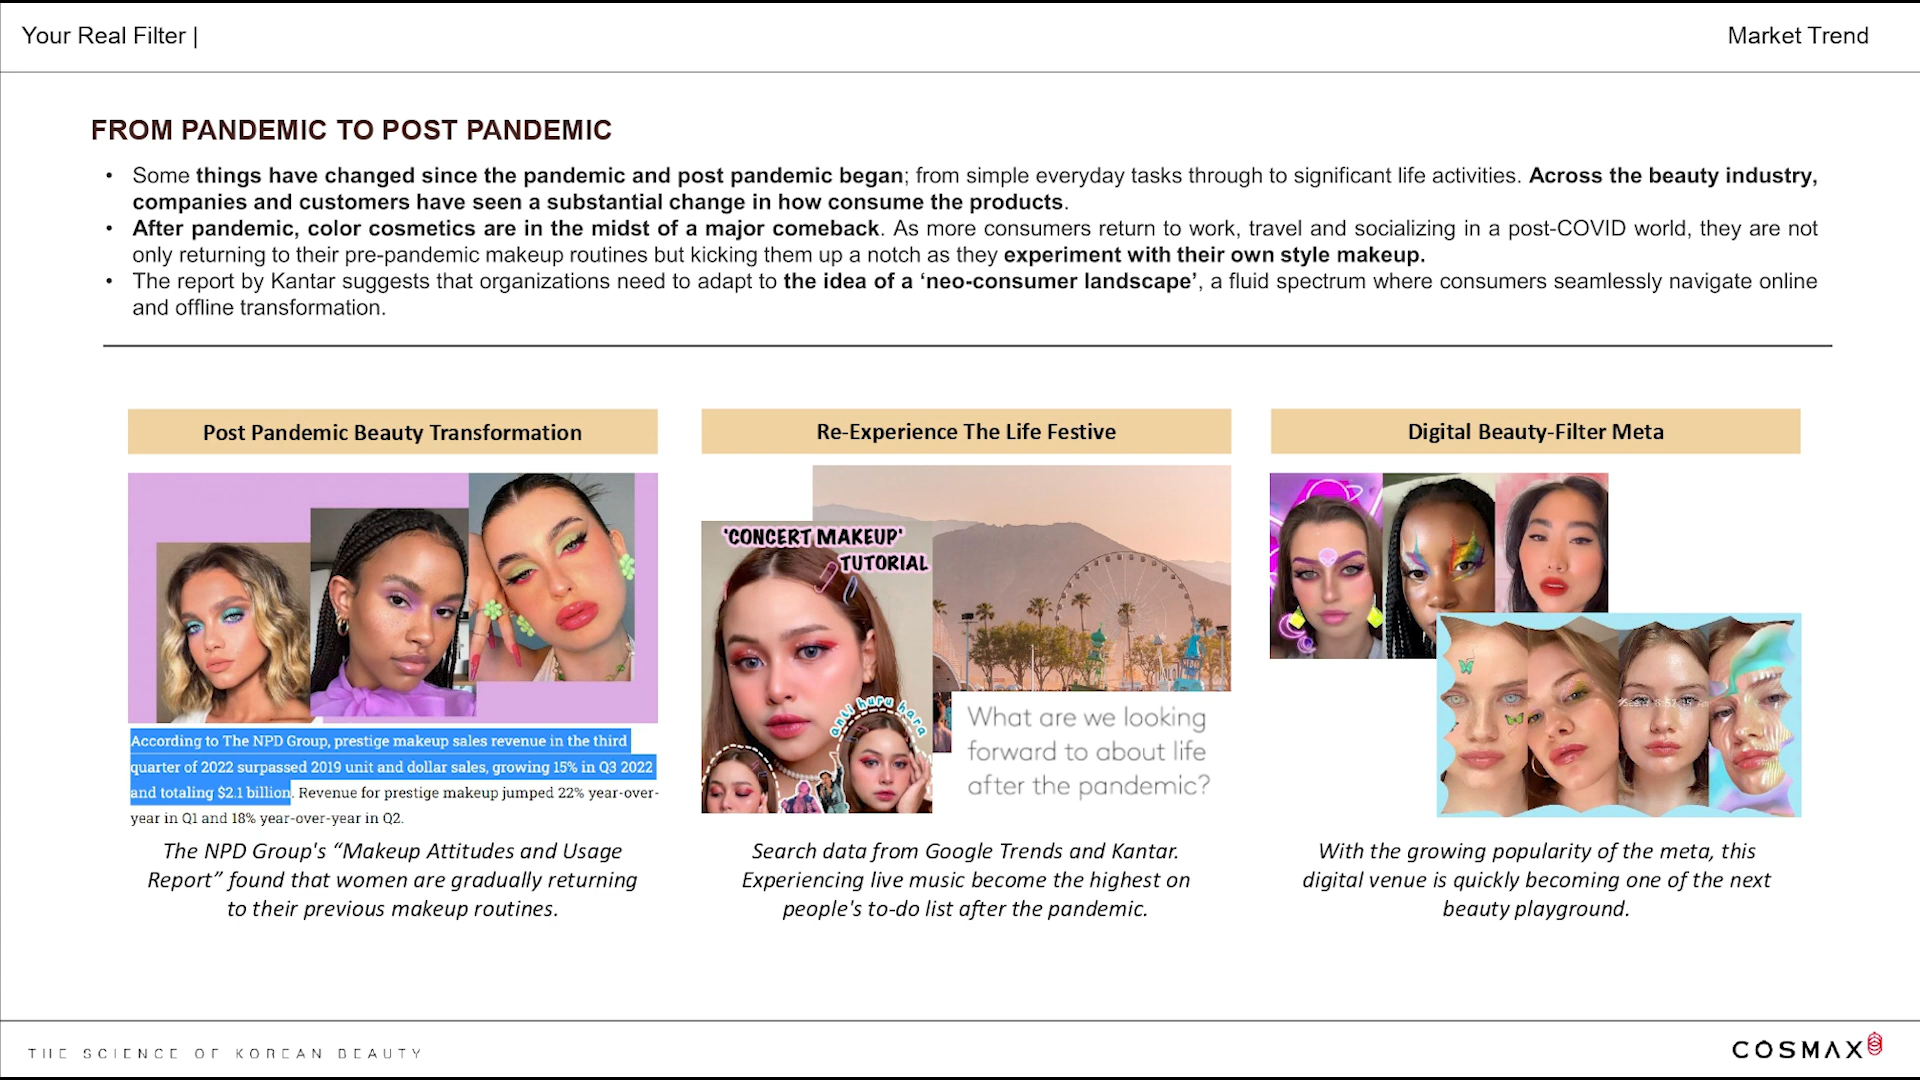 Your Real Filter |
Market Trend
FROM PANDEMIC TO POST PANDEMIC
• Some things have changed since the pandemic and post pandemic began; from simple everyday tasks through to significant life activities. Across the beauty industry,
companies and customers have seen a substantial change in how consume the products.
• After pandemic, color cosmetics are in the midst of a major comeback. As more consumers return to work, travel and socializing in a post-COVID world, they are not
only returning to their pre-pandemic makeup routines but kicking them up a notch as they experiment with their own style makeup.
• The report by Kantar suggests that organizations need to adapt to the idea of a ‘neo-consumer landscape’, a fluid spectrum where consumers seamlessly navigate online
and offline transformation.
Post Pandemic Beauty Transformation
According to The NPD Group, prestige makeup sales revenue in the third
quarter of 2022 surpassed 2019 unit and dollar sales, growing 15% in Q3 2022
and totaling $2.1 billion. Revenue for prestige makeup jumped 22% year-over-
year in Q1 and 18% year-over-year in Q2.
The NPD Group's “Makeup Attitudes and Usage
Report” found that women are gradually returning
to their previous makeup routines.
Re-Experience The Life Festive
'CONCERT MAKEUP'
TUTORIAL
anti huru hara
What are we looking
forward to about life
after the pandemic?
Search data from Google Trends and Kantar.
Experiencing live music become the highest on
people's to-do list after the pandemic.
Digital Beauty-Filter Meta
With the growing popularity of the meta, this
digital venue is quickly becoming one of the next
beauty playground.
THE SCIENCE OF KOREAN BEAUTY
COSMAX